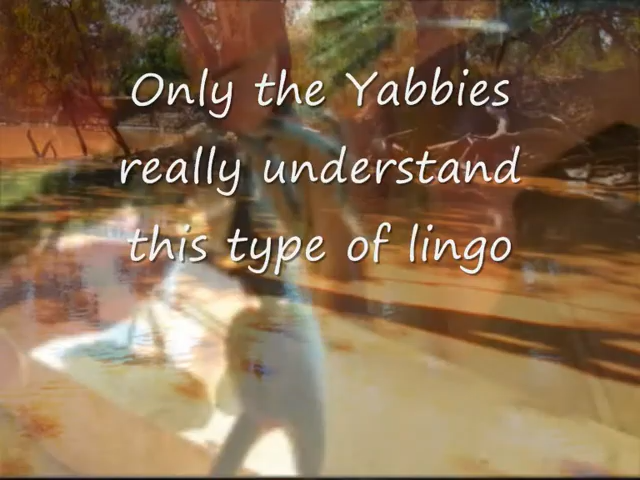 Only the Yabbies
really understand
this type of lingo